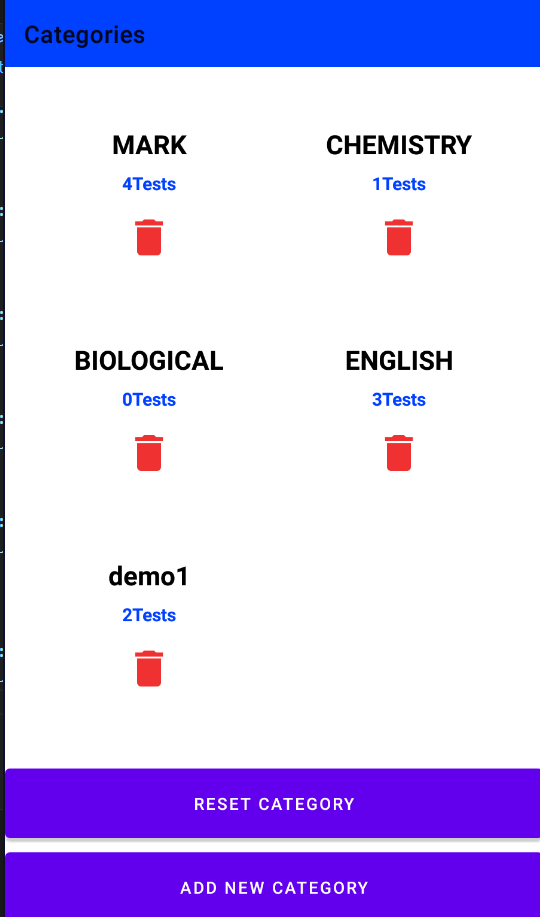 Categories
MARK
4Tests
CHEMISTRY
1Tests
BIOLOGICAL
0Tests
ENGLISH
3Tests
demo1
2Tests
RESET CATEGORY
ADD NEW CATEGORY